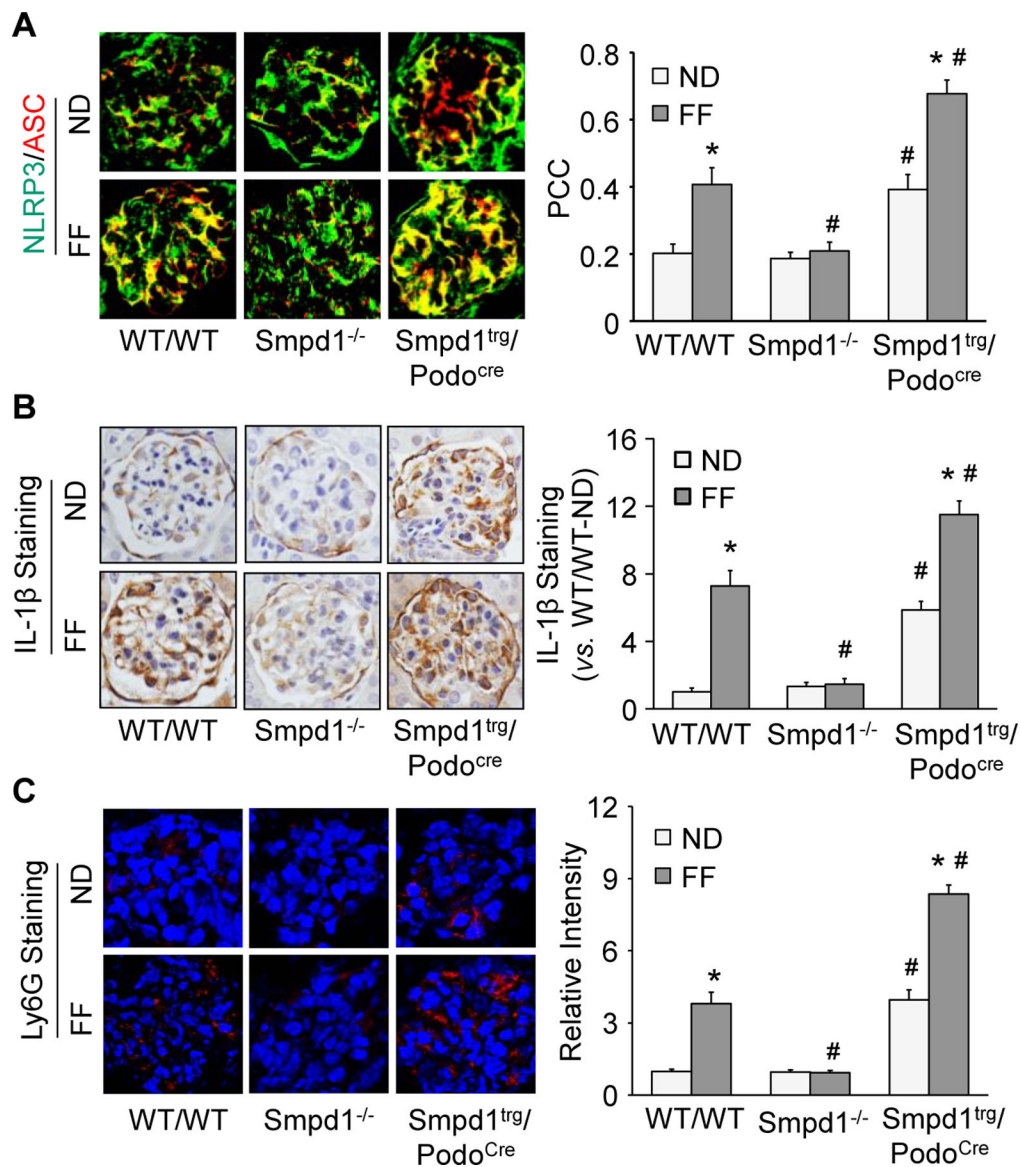 A
NLRP3/ASC
ND
FF
WT/WT
Smpd1-/-
Smpd1trg/
Podocre
PCC
0.8
0.6
0.4
0.2
0
ND
FF
*
#
#
* #
WT/WT
Smpd1-/-
Smpd1trg/
Podocre
B
IL-1β Staining
ND
FF
WT/WT
Smpd1-/-
Smpd1trg/
Podocre
IL-1β Staining
(vs. WT/WT-ND)
16
12
8
4
0
ND
FF
*
#
#
* #
WT/WT
Smpd1-/-
Smpd1trg/
Podocre
C
Ly6G Staining
ND
FF
WT/WT
Smpd1-/-
Smpd1trg/
PodoCre
Relative Intensity
12
9
6
3
0
ND
FF
*
#
#
* #
WT/WT
Smpd1-/-
Smpd1trg/
PodoCre